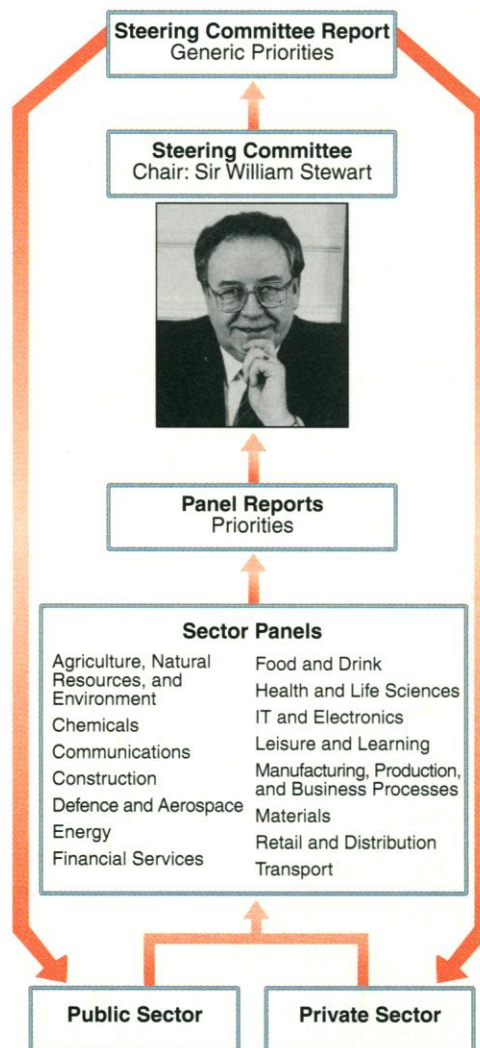 Steering Committee Report
Generic Priorities
Steering Committee
Chair: Sir William Stewart
Panel Reports
Priorities
Sector Panels
Agriculture, Natural
Resources, and
Environment
Chemicals
Communications
Construction
Defence and Aerospace
Energy
Financial Services
Food and Drink
Health and Life Sciences
IT and Electronics
Leisure and Learning
Manufacturing, Production,
and Business Processes
Materials
Retail and Distribution
Transport
Public Sector
Private Sector